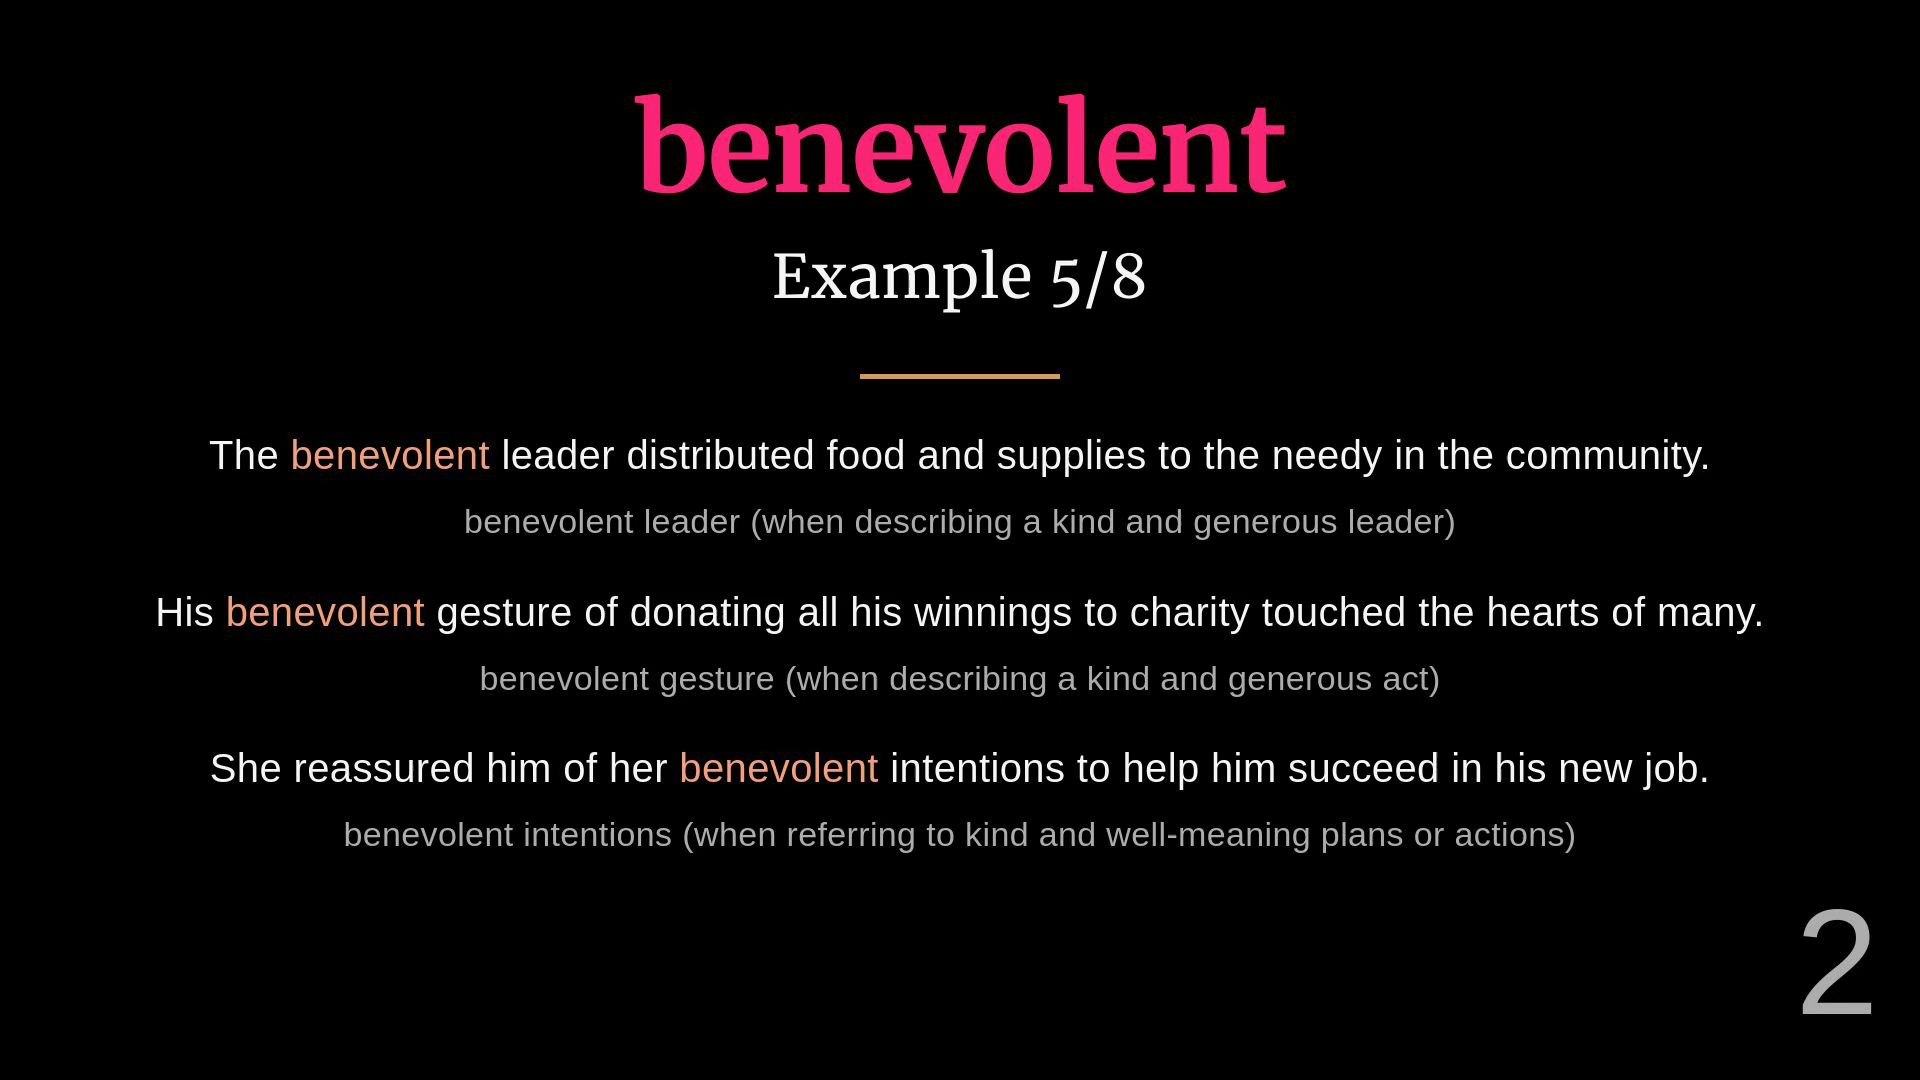 benevolent
Example 5/8
The benevolent leader distributed food and supplies to the needy in the community.
benevolent leader (when describing a kind and generous leader)
His benevolent gesture of donating all his winnings to charity touched the hearts of many.
benevolent gesture (when describing a kind and generous act)
She reassured him of her benevolent intentions to help him succeed in his new job.
benevolent intentions (when referring to kind and well-meaning plans or actions)
2